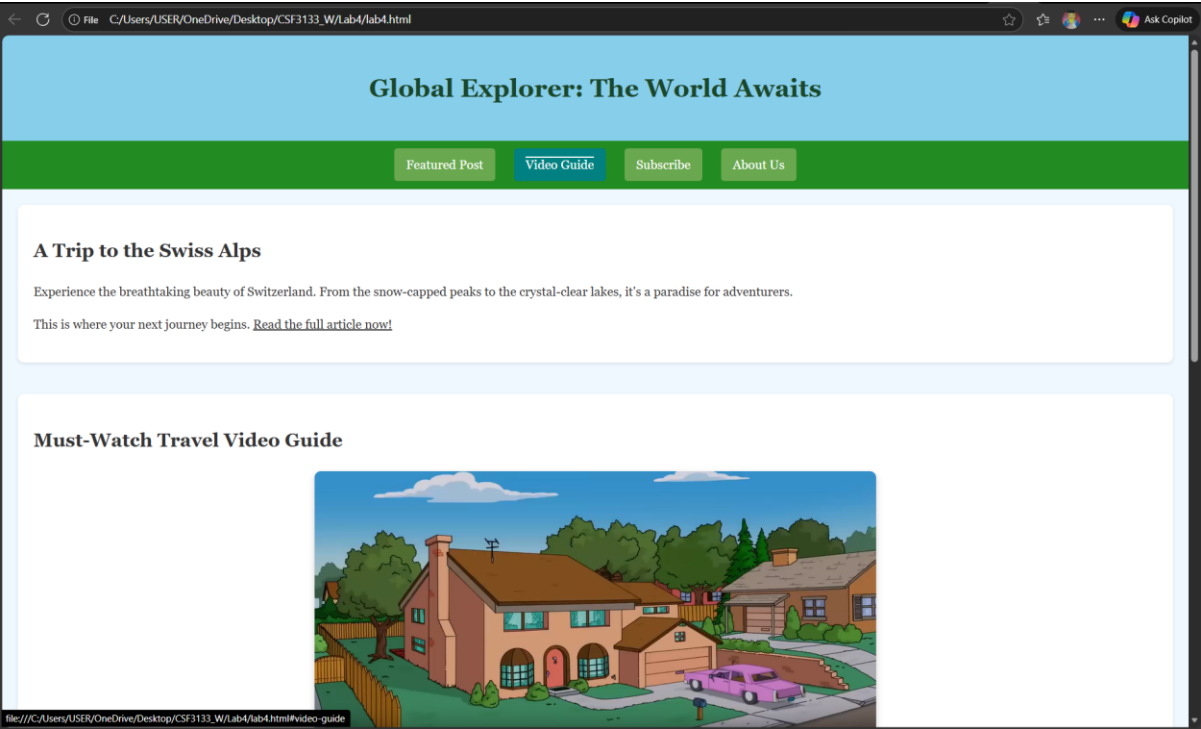 File C:/Users/USER/OneDrive/Desktop/CSF3133_W/Lab4/lab4.html
Ask Copilot
Global Explorer: The World Awaits
Featured Post
Video Guide
Subscribe
About Us
A Trip to the Swiss Alps
Experience the breathtaking beauty of Switzerland. From the snow-capped peaks to the crystal-clear lakes, it's a paradise for adventurers.
This is where your next journey begins. Read the full article now!
Must-Watch Travel Video Guide
file:///C:/Users/USER/OneDrive/Desktop/CSF3133_W/Lab4/lab4.html#video-guide